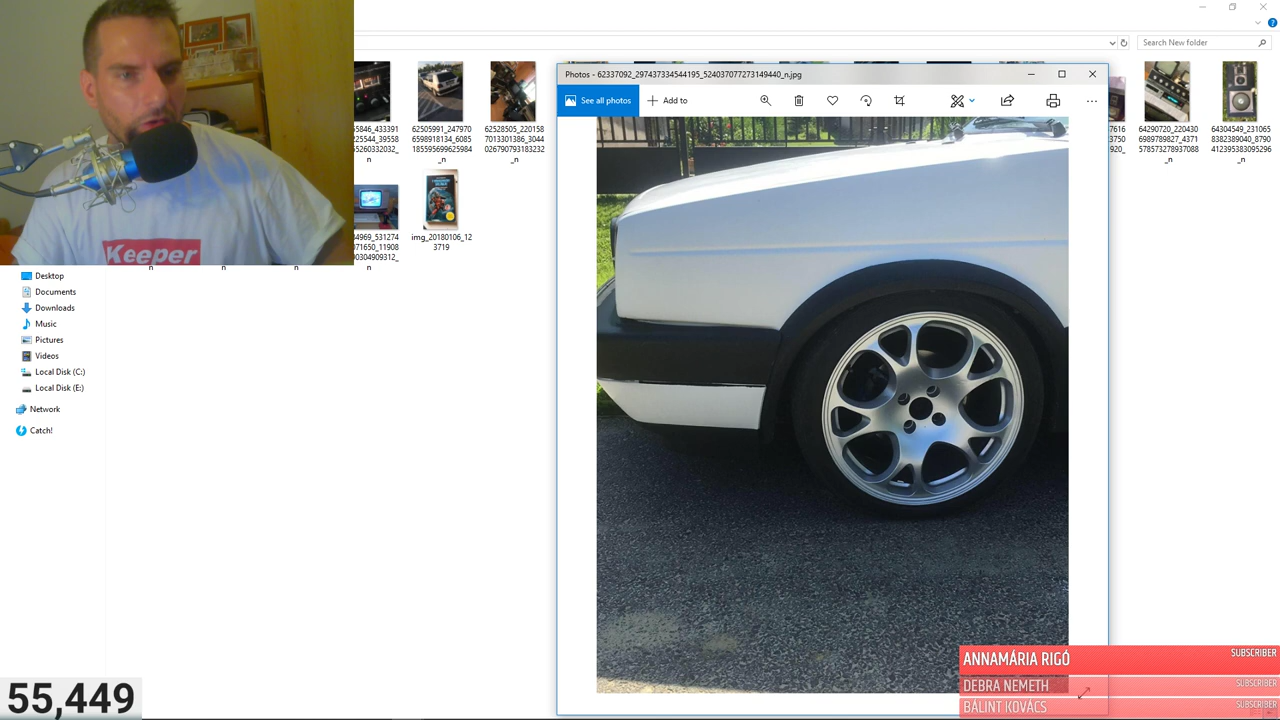 Search New folder
Photos - 62337092_297437334544195_524037077273149440_n.jpg
See all photos
Add to
Keeper
62505991_247970
6598918134_6085
185595699625984
_n
62528505_220158
7013301386_3044
026790793183232
_n
64290720_220430
6989789827_4371
578573278937088
_n
64304549_231065
8382389040_8790
412395383095296
_n
img_20180106_12
3719
Desktop
Documents
Downloads
Music
Pictures
Videos
Local Disk (C:)
Local Disk (E:)
Network
Catch!
55,449
ANNAMÁRIA RIGÓ
SUBSCRIBER
DEBRA NEMETH
SUBSCRIBER
BÁLINT KOVÁCS
SUBSCRIBER